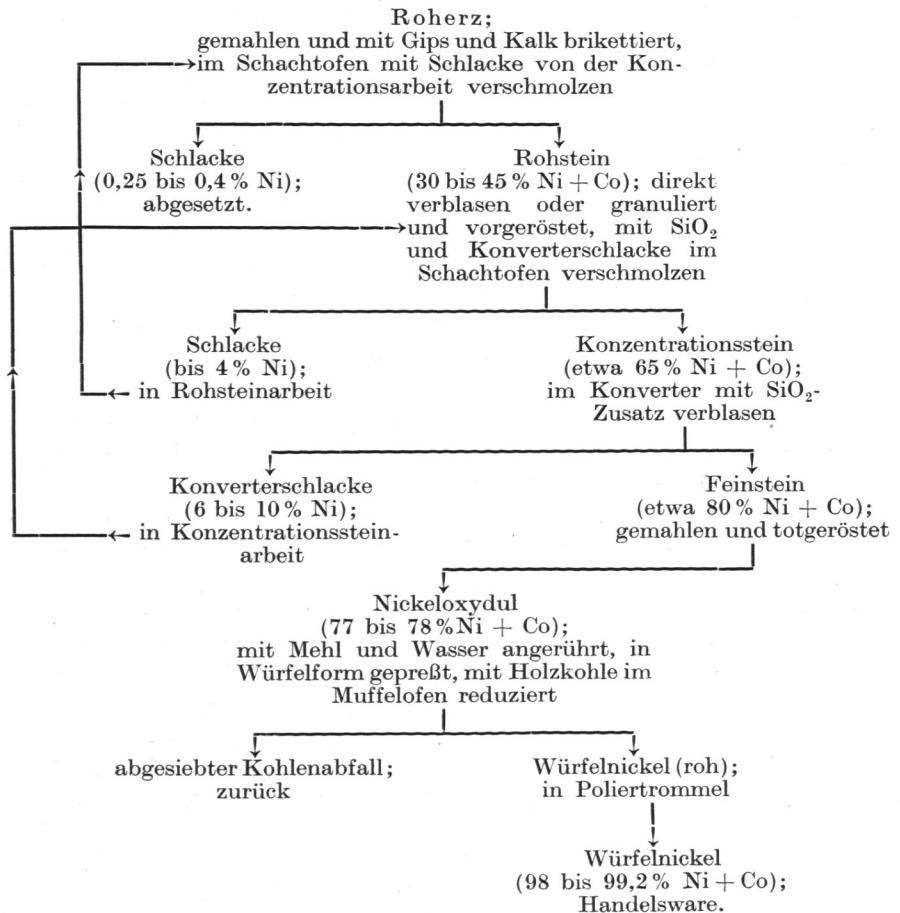 Roherz;
gemahlen und mit Gips und Kalk brikettiert,
im Schachtofen mit Schlacke von der Kon-
zentrationsarbeit verschmolzen
Schlacke
(0,25 bis 0,4% Ni);
abgesetzt.
Rohstein
(30 bis 45% Ni + Co); direkt
verblasen oder granuliert
und vorgeröstet, mit SiO₂
und Konverterschlacke im
Schachtofen verschmolzen
Schlacke
(bis 4% Ni);
in Rohsteinarbeit
Konzentrationsstein
(etwa 65% Ni + Co);
im Konverter mit SiO₂-
Zusatz verblasen
Konverterschlacke
(6 bis 10% Ni);
in Konzentrationsstein-
arbeit
Feinstein
(etwa 80% Ni + Co);
gemahlen und totgeröstet
Nickeloxydul
(77 bis 78%Ni + Co);
mit Mehl und Wasser angerührt, in
Würfelform gepreßt, mit Holzkohle im
Muffelofen reduziert
abgesiebter Kohlenabfall;
zurück
Würfelnickel (roh);
in Poliertrommel
Würfelnickel
(98 bis 99,2% Ni + Co);
Handelsware.